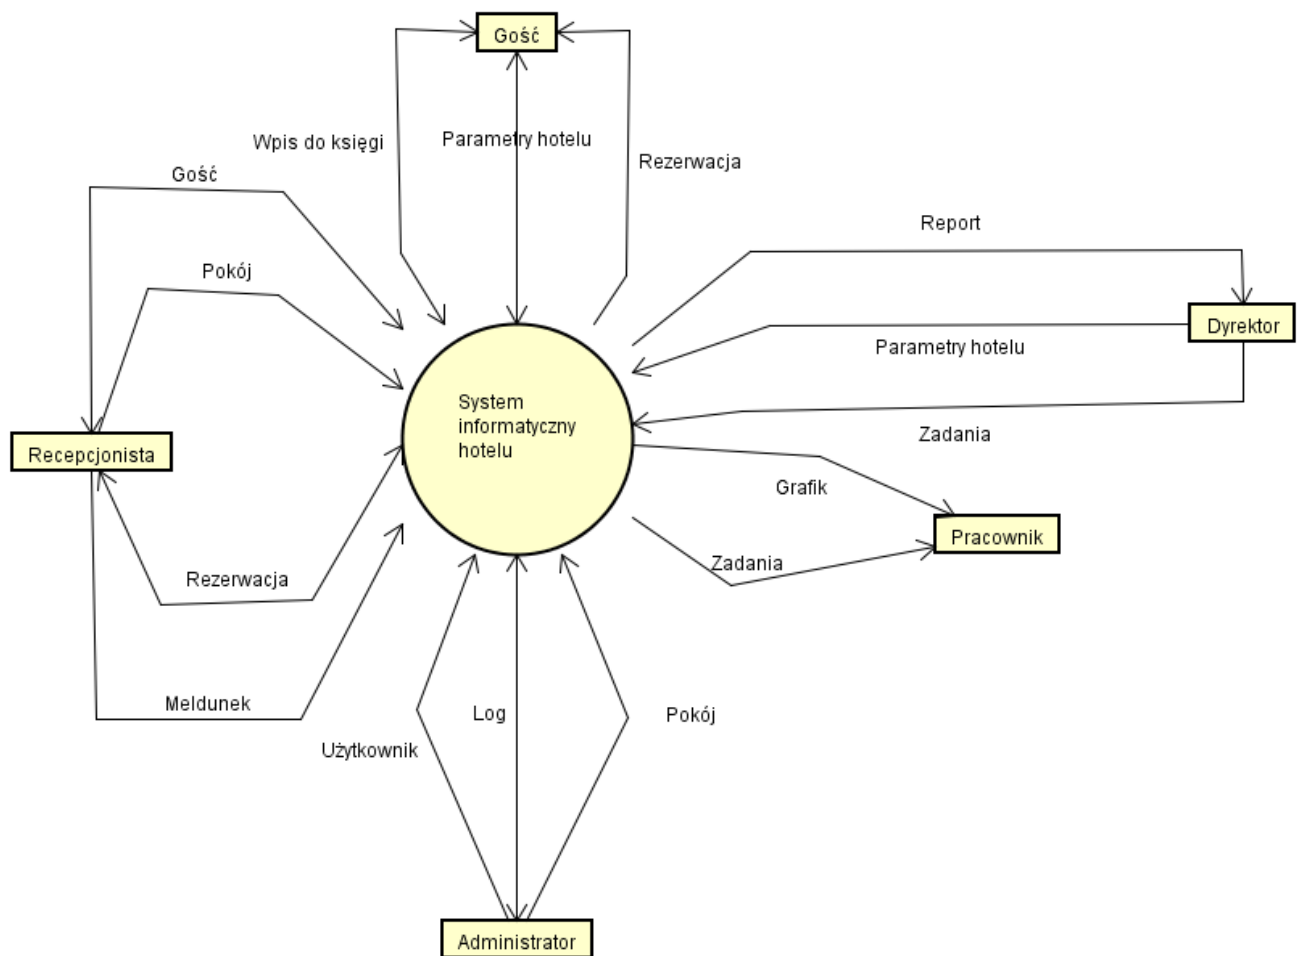 Gość
Wpis do księgi
Parametry hotelu
Rezerwacja
Gość
Report
Pokój
Dyrektor
Parametry hotelu
System
informatyczny
hotelu
Zadania
Recepcjonista
Grafik
Pracownik
Zadania
Rezerwacja
Meldunek
Log
Pokój
Użytkownik
Administrator